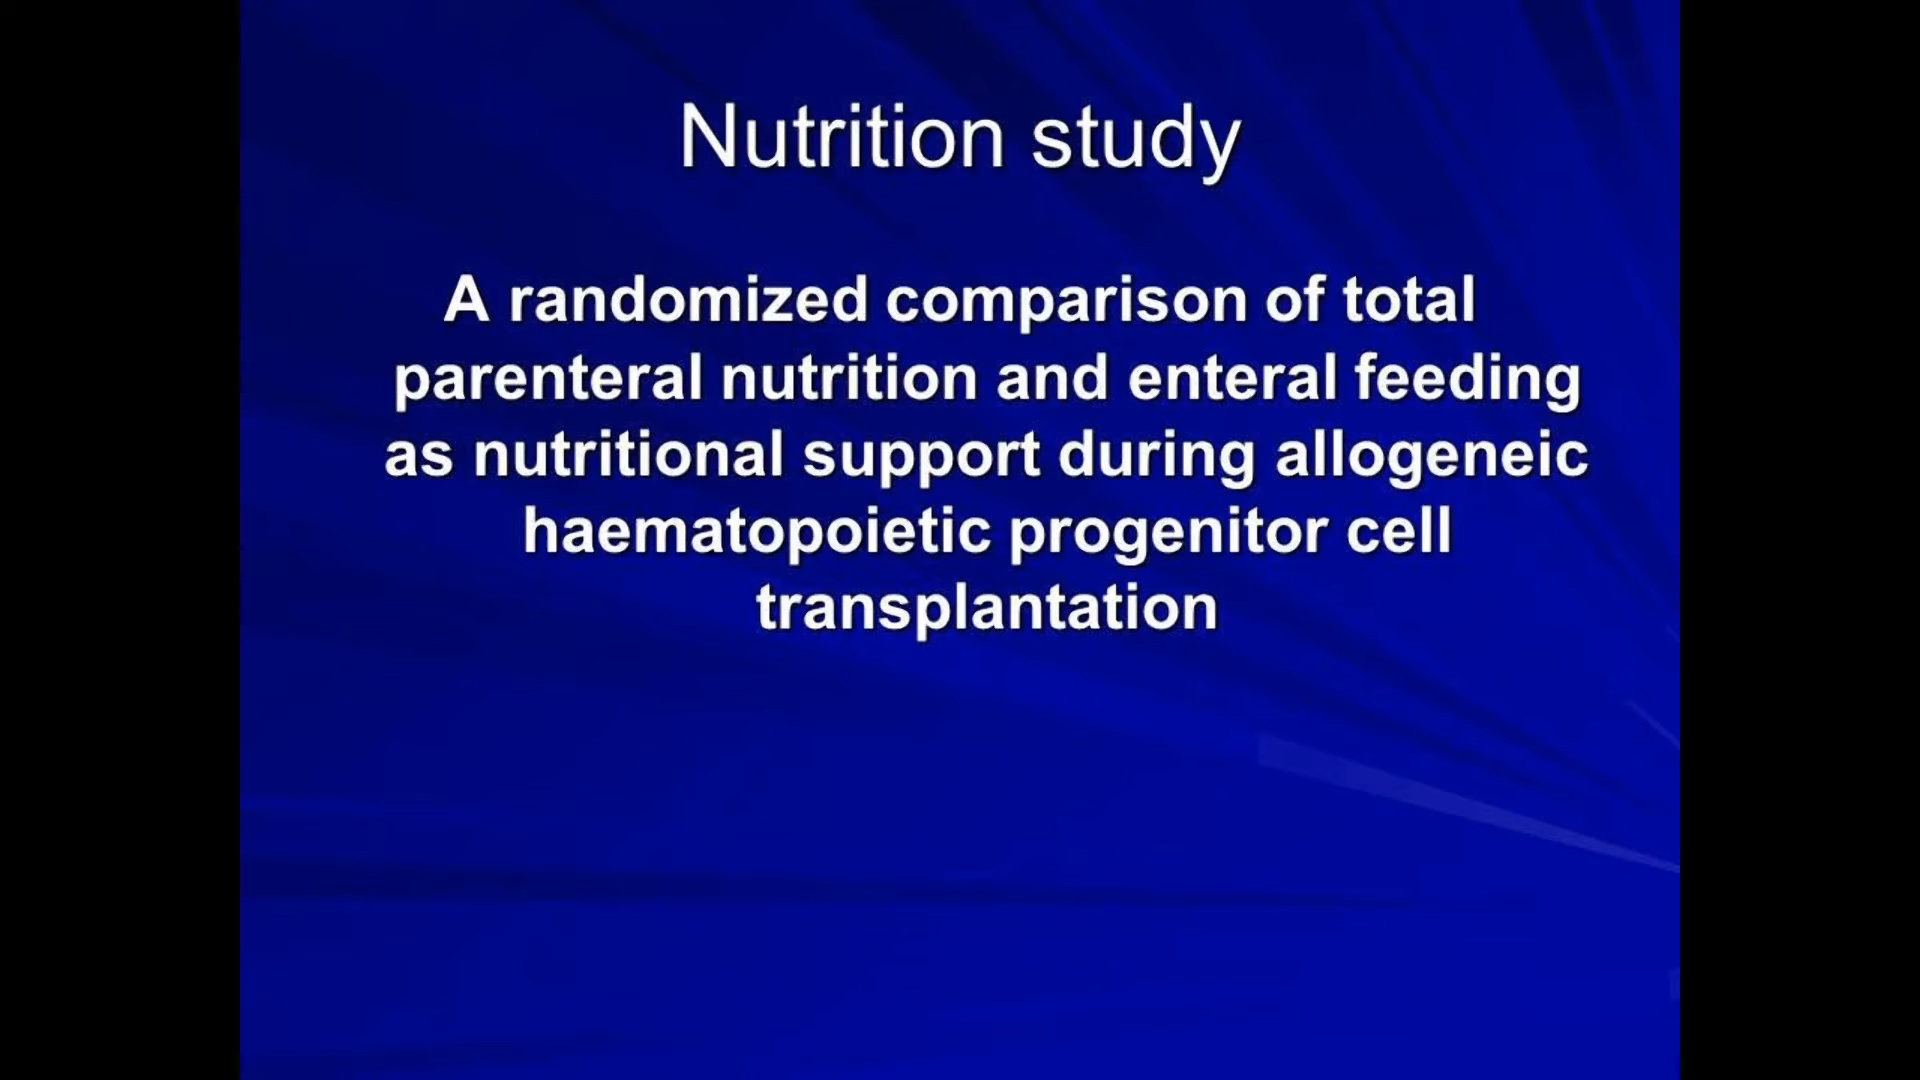 Nutrition study
A randomized comparison of total
parenteral nutrition and enteral feeding
as nutritional support during allogeneic
haematopoietic progenitor cell
transplantation